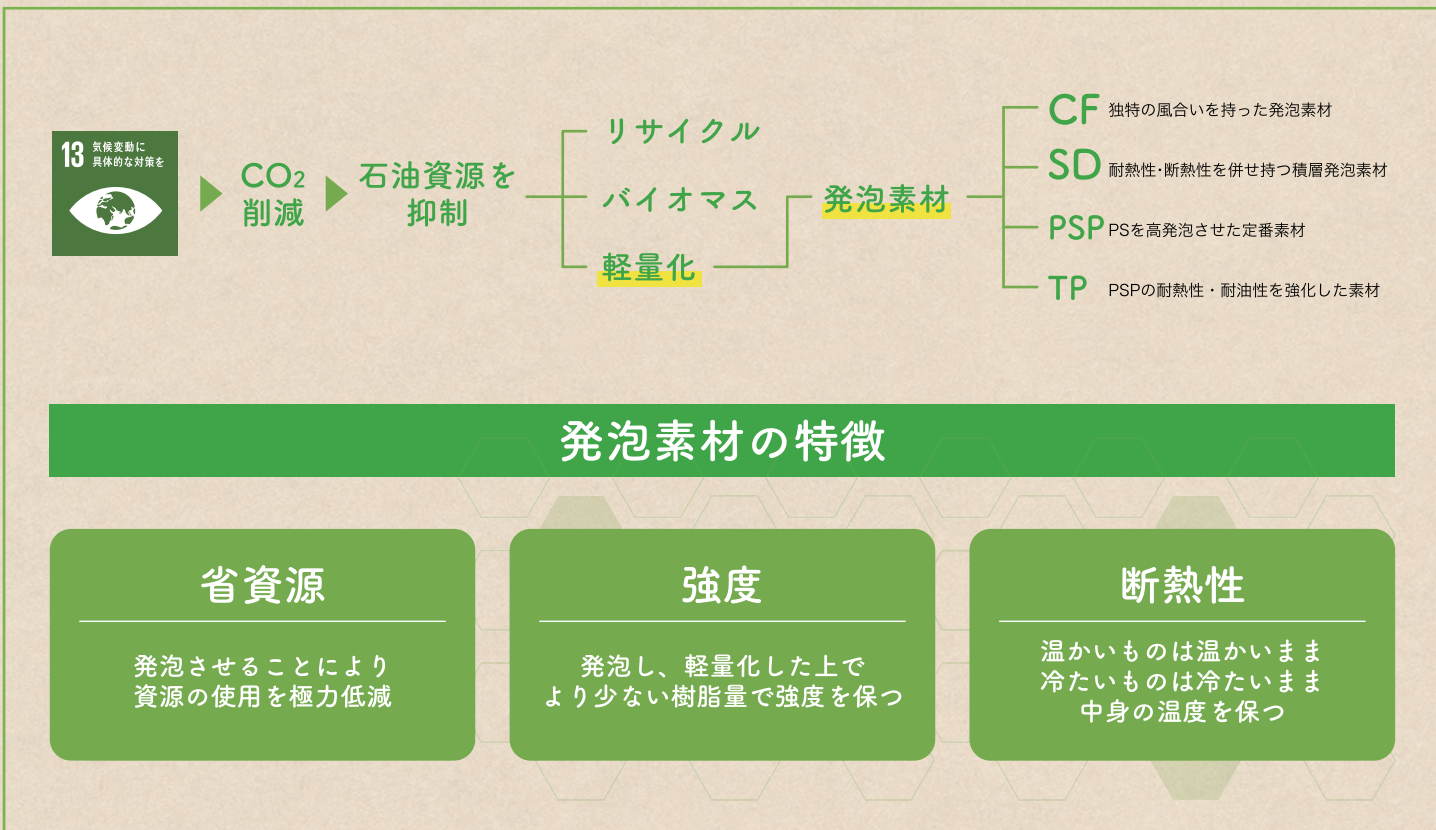 13 気候変動に
具体的な対策を
CO2
削減
石油資源を
抑制
リサイクル
バイオマス
軽量化
発泡素材
CF 独特の風合いを持った発泡素材
SD 耐熱性・断熱性を併せ持つ積層発泡素材
PSP PSを高発泡させた定番素材
TP PSPの耐熱性・耐油性を強化した素材
発泡素材の特徴
省資源
発泡させることにより
資源の使用を極力低減
強度
発泡し、軽量化した上で
より少ない樹脂量で強度を保つ
断熱性
温かいものは温かいまま
冷たいものは冷たいまま
中身の温度を保つ